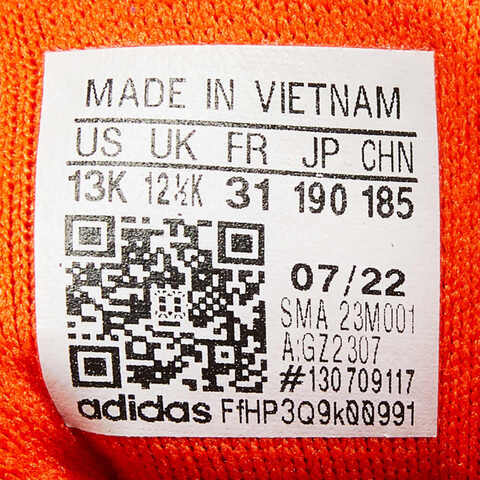 MADE IN VIETNAM
US UK FR JP CHN
13K 12½K 31 190 185
07/22
SMA 23M001
A:GZ2307
#130709117
adidas FfHP3Q9k00991